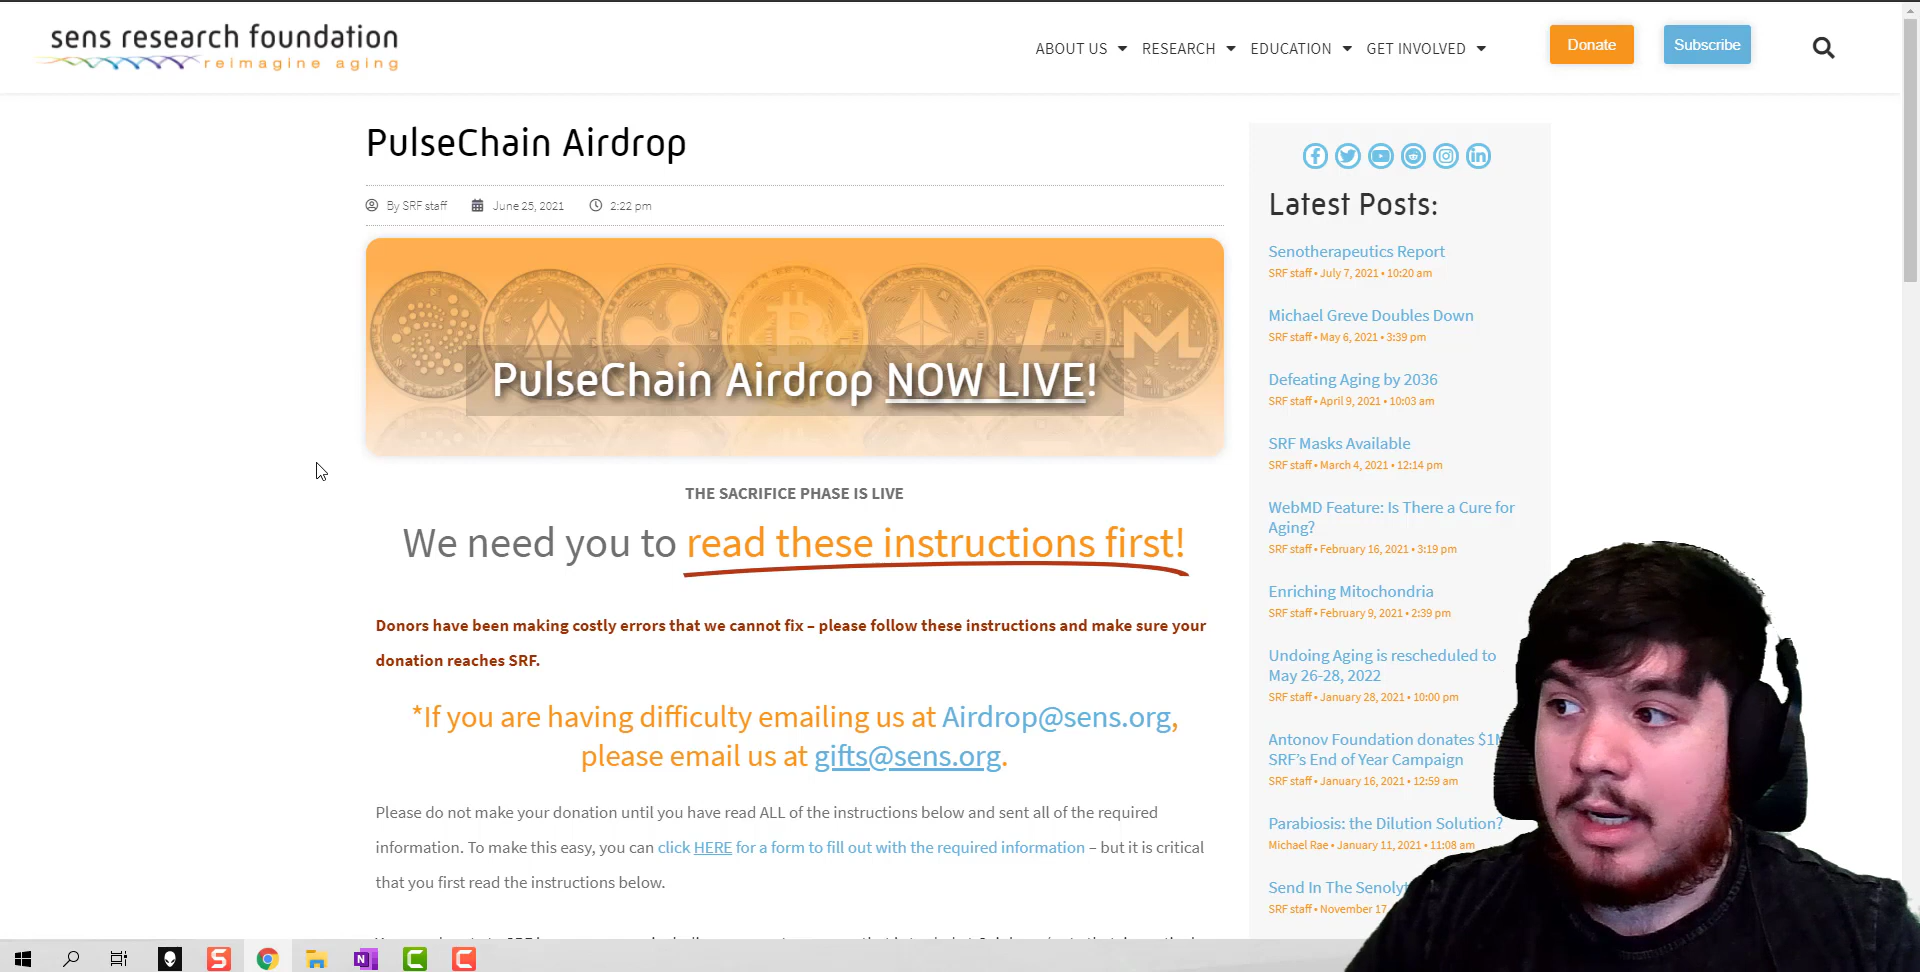 sens research foundation
reimagine aging
ABOUT US RESEARCH EDUCATION GET INVOLVED Donate Subscribe
PulseChain Airdrop
By SRF staff June 25, 2021 2:22 pm
PulseChain Airdrop NOW LIVE!
THE SACRIFICE PHASE IS LIVE
We need you to read these instructions first!
Donors have been making costly errors that we cannot fix – please follow these instructions and make sure your
donation reaches SRF.
*If you are having difficulty emailing us at Airdrop@sens.org,
please email us at gifts@sens.org.
Please do not make your donation until you have read ALL of the instructions below and sent all of the required
information. To make this easy, you can click HERE for a form to fill out with the required information – but it is critical
that you first read the instructions below.
Latest Posts:
Senotherapeutics Report
SRF staff • July 7, 2021 • 10:20 am
Michael Greve Doubles Down
SRF staff • May 6, 2021 • 3:39 pm
Defeating Aging by 2036
SRF staff • April 9, 2021 • 10:03 am
SRF Masks Available
SRF staff • March 4, 2021 • 12:14 pm
WebMD Feature: Is There a Cure for
Aging?
SRF staff • February 16, 2021 • 3:19 pm
Enriching Mitochondria
SRF staff • February 9, 2021 • 2:39 pm
Undoing Aging is rescheduled to
May 26-28, 2022
SRF staff • January 28, 2021 • 10:00 pm
Antonov Foundation donates
SRF's End of Year Campaign
SRF staff • January 16, 2021 • 12:59 am
Parabiosis: the Dilution Solution?
Michael Rae • January 11, 2021 • 11:08 am
Send In The
SRF staff • November 17